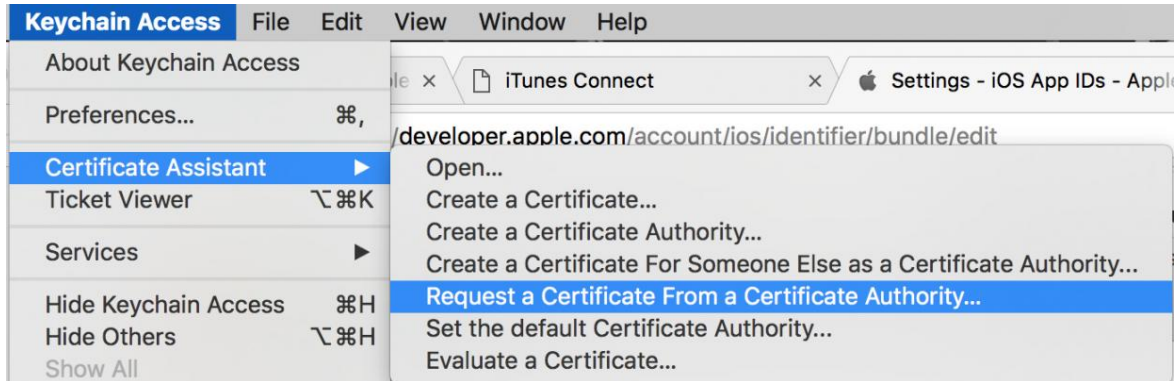 Keychain Access File Edit View Window Help
About Keychain Access
ple × iTunes Connect × Settings - iOS App IDs - Apple
Preferences... ⌘,
/developer.apple.com/account/ios/identifier/bundle/edit
Certificate Assistant ▶
Ticket Viewer ⌥⌘K
Services ▶
Hide Keychain Access ⌘H
Hide Others ⌥⌘H
Show All
Open...
Create a Certificate...
Create a Certificate Authority...
Create a Certificate For Someone Else as a Certificate Authority...
Request a Certificate From a Certificate Authority...
Set the default Certificate Authority...
Evaluate a Certificate...